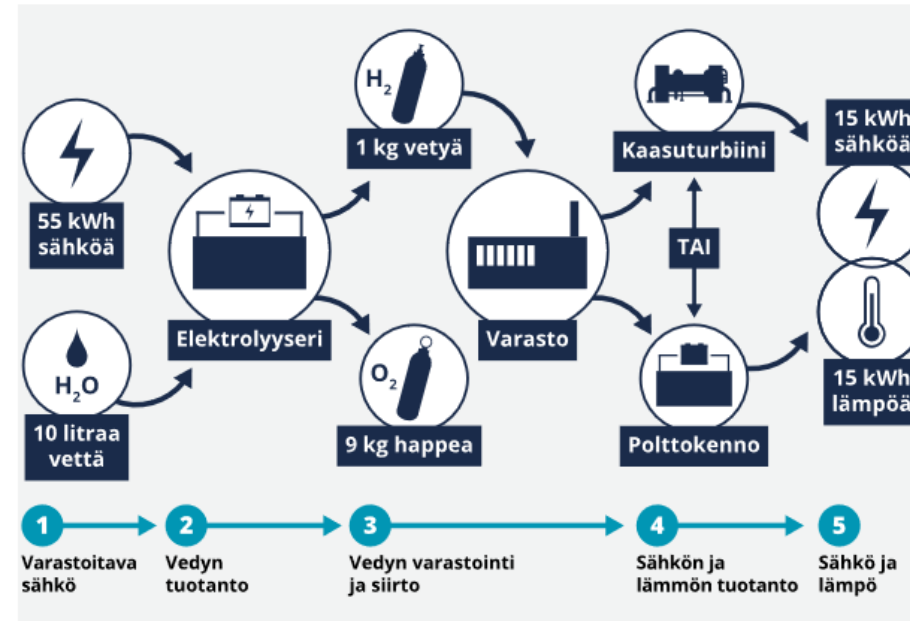 55 kWh
sähköä
H₂O
10 litraa
vettä
Elektrolyyseri
H₂
1 kg vetyä
O₂
9 kg happea
Varasto
Kaasuturbiini
TAI
Polttokenno
15 kWh
sähköä
15 kWh
lämpöä
1
Varastoitava
sähkö
2
Vedyn
tuotanto
3
Vedyn varastointi
ja siirto
4
Sähkön ja
lämmön tuotanto
5
Sähkö ja
lämpö